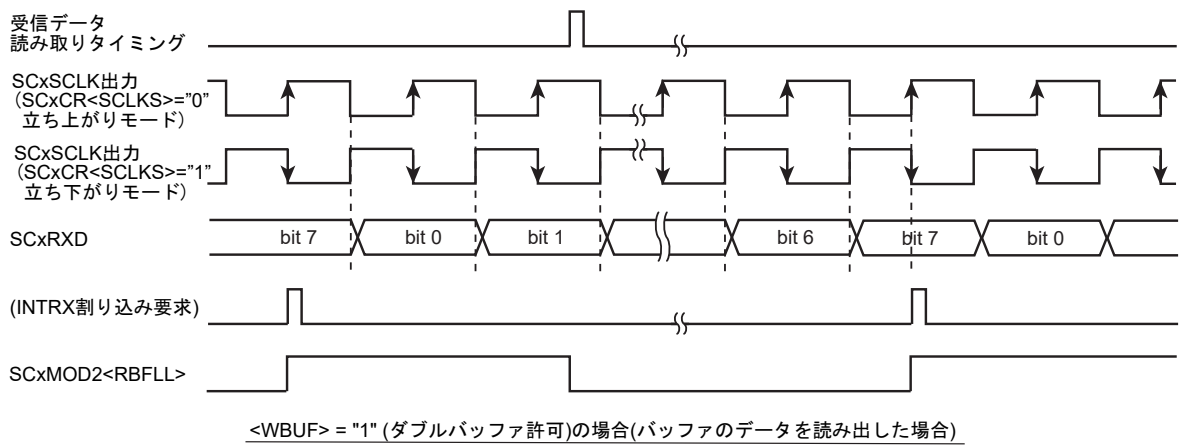 受信データ
読み取りタイミング
SCxSCLK出力
(SCxCR<SCLKS>="0"
立ち上がりモード)
SCxSCLK出力
(SCxCR<SCLKS>="1"
立ち下がりモード)
SCxRXD
bit 7 bit 0 bit 1 bit 6 bit 7 bit 0
(INTRX割り込み要求)
SCxMOD2<RBFLL>
<WBUF> = "1" (ダブルバッファ許可)の場合(バッファのデータを読み出した場合)